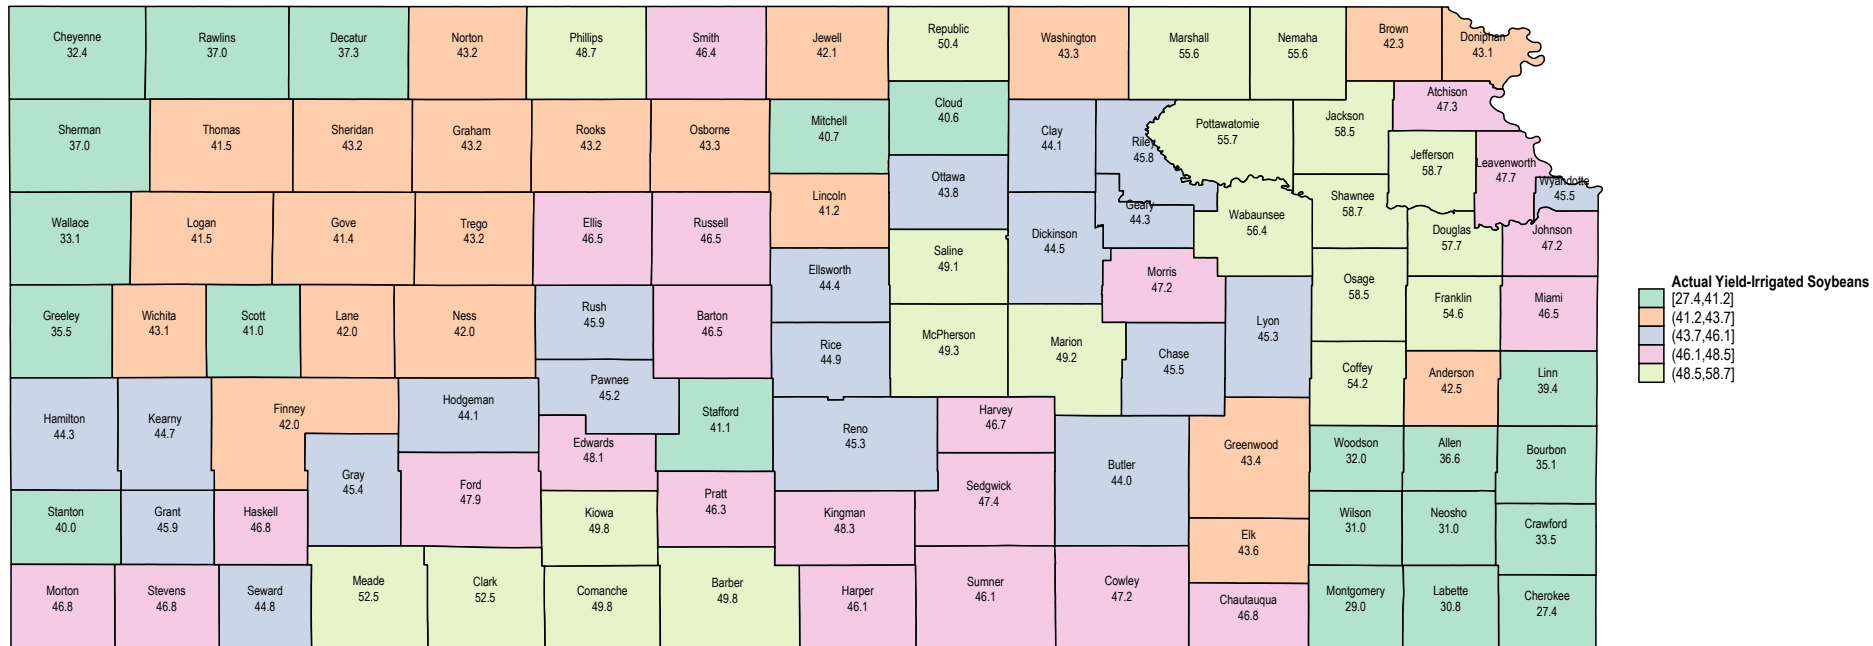 Cheyenne
32.4
Rawlins
37.0
Decatur
37.3
Norton
43.2
Phillips
48.7
Smith
46.4
Jewell
42.1
Republic
50.4
Washington
43.3
Marshall
55.6
Nemaha
55.6
Brown
42.3
Doniphan
43.1
Sherman
37.0
Thomas
41.5
Sheridan
43.2
Graham
43.2
Rooks
43.2
Osborne
43.3
Mitchell
40.7
Cloud
40.6
Clay
44.1
Riley
45.8
Pottawatomie
55.7
Jackson
58.5
Atchison
47.3
Jefferson
58.7
Leavenworth
47.7
Wyandotte
45.5
Wallace
33.1
Logan
41.5
Gove
41.4
Trego
43.2
Ellis
46.5
Russell
46.5
Lincoln
41.2
Ottawa
43.8
Saline
49.1
Dickinson
44.5
Geary
44.3
Wabaunsee
56.4
Shawnee
58.7
Douglas
57.7
Johnson
47.2
Greeley
35.5
Wichita
43.1
Scott
41.0
Lane
42.0
Ness
42.0
Rush
45.9
Barton
46.5
Ellsworth
44.4
Rice
44.9
McPherson
49.3
Marion
49.2
Morris
47.2
Chase
45.5
Lyon
45.3
Osage
58.5
Franklin
54.6
Miami
46.5
Coffey
54.2
Anderson
42.5
Linn
39.4
Hamilton
44.3
Kearny
44.7
Finney
42.0
Hodgeman
44.1
Pawnee
45.2
Stafford
41.1
Edwards
48.1
Gray
45.4
Ford
47.9
Reno
45.3
Harvey
46.7
Sedgwick
47.4
Butler
44.0
Greenwood
43.4
Woodson
32.0
Allen
36.6
Bourbon
35.1
Stanton
40.0
Grant
45.9
Haskell
46.8
Kiowa
49.8
Pratt
46.3
Kingman
48.3
Elk
43.6
Wilson
31.0
Neosho
31.0
Crawford
33.5
Morton
46.8
Stevens
46.8
Seward
44.8
Meade
52.5
Clark
52.5
Comanche
49.8
Barber
49.8
Harper
46.1
Sumner
46.1
Cowley
47.2
Chautauqua
46.8
Montgomery
29.0
Labette
30.8
Cherokee
27.4
Actual Yield-Irrigated Soybeans
[27.4,41.2]
(41.2,43.7]
(43.7,46.1]
(46.1,48.5]
(48.5,58.7]